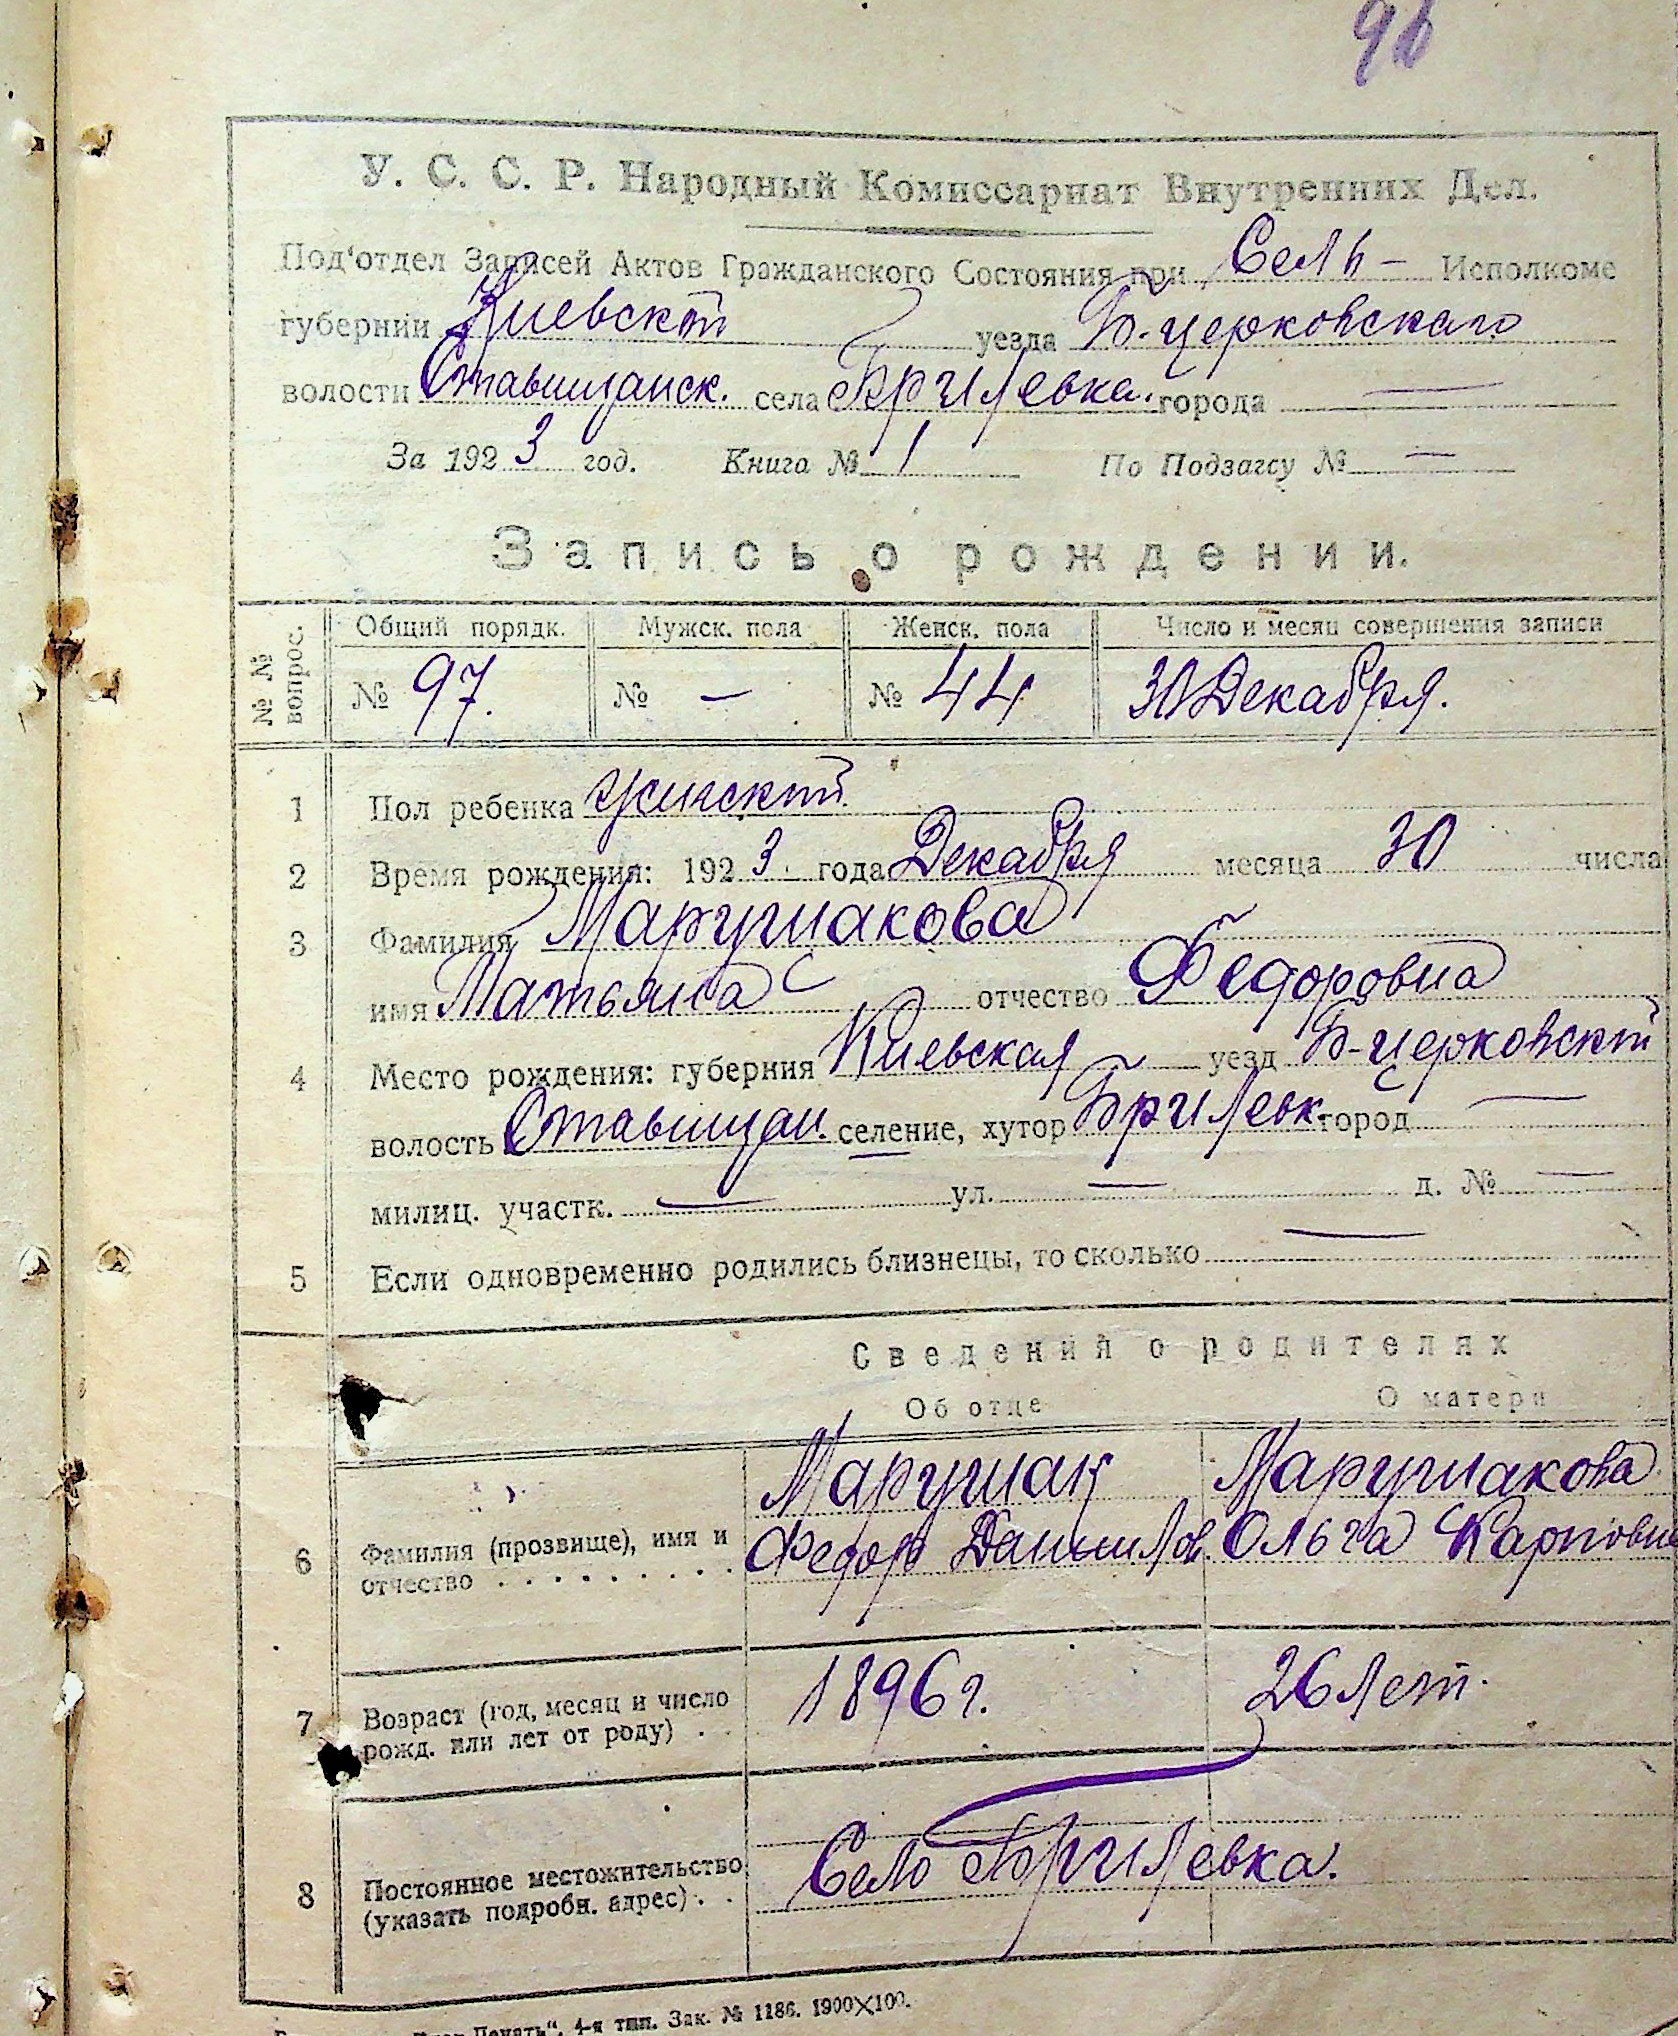 96
У. С. С. Р. Народный Комиссариат Внутренних Дел.
Под'отдел Записей Актов Гражданского Состояния при Сель- Исполкоме
губернии Киевской уезда Б-церковского
волости Ставищанск. села Брилевка. города —
За 1923 год. Книга № 1 По Подзагсу № —
Запись о рождении.
№ № вопрос. Общий порядк. Мужск. пола Женск. пола Число и месяц совершения записи
№ 97. № — № 44 30 Декабря.
1 Пол ребенка женский.
2 Время рождения: 1923 года Декабря месяца 30 числа
3 Фамилия Марушакова
имя Татьяна отчество Федоровна
4 Место рождения: губерния Киевская уезд Б-церковский
волость Ставищан. селение, хутор Брилевк. город —
милиц. участк. — ул. — д. № —
5 Если одновременно родились близнецы, то сколько —
Сведения о родителях
Об отце О матери
Марушак Марушакова
6 Фамилия (прозвище), имя и отчество . . . . . . . . . . Федор Данилов. Ольга Карповна
7 Возраст (год, месяц и число рожд. или лет от роду) . . 1896 г. 26 лет.
8 Постоянное местожительство (указать подробн. адрес) . . Село Брилевка.
Печать", 4-я тип. Зак. № 1186. 1900×100.